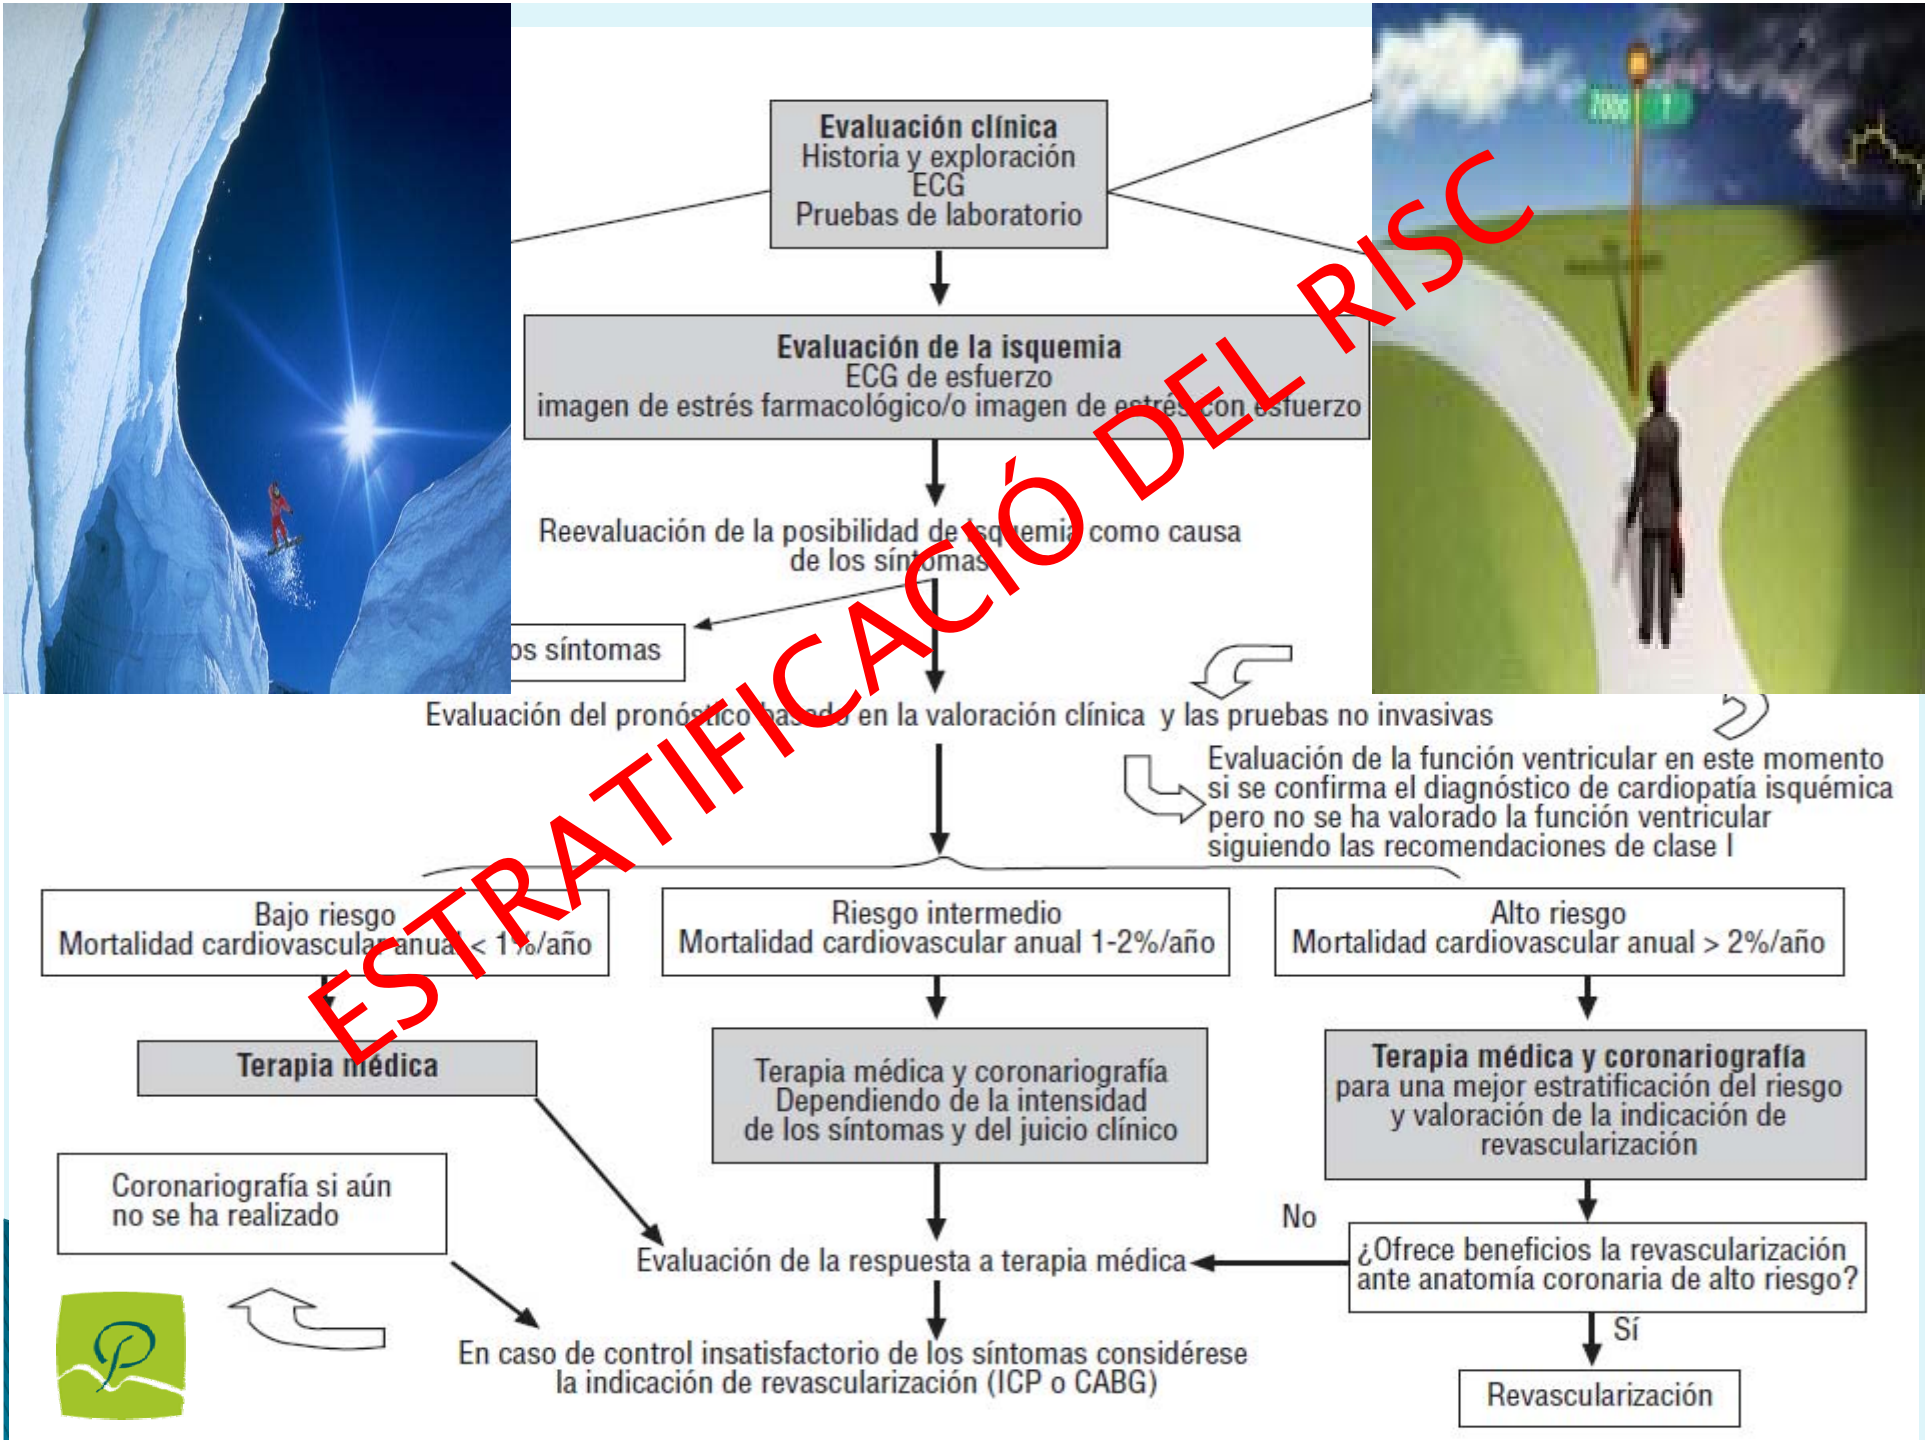 Evaluación clínica
Historia y exploración
ECG
Pruebas de laboratorio
Evaluación de la isquemia
ECG de esfuerzo
imagen de estrés farmacológico/o imagen de estrés con esfuerzo
Reevaluación de la posibilidad de isquemia como causa
de los síntomas
os síntomas
Evaluación del pronóstico basado en la valoración clínica y las pruebas no invasivas
Evaluación de la función ventricular en este momento
si se confirma el diagnóstico de cardiopatía isquémica
pero no se ha valorado la función ventricular
siguiendo las recomendaciones de clase I
ESTRATIFICACIÓ DEL RISC
Bajo riesgo
Mortalidad cardiovascular anual < 1%/año
Riesgo intermedio
Mortalidad cardiovascular anual 1-2%/año
Alto riesgo
Mortalidad cardiovascular anual > 2%/año
Terapia médica
Terapia médica y coronariografía
Dependiendo de la intensidad
de los síntomas y del juicio clínico
Terapia médica y coronariografía
para una mejor estratificación del riesgo
y valoración de la indicación de
revascularización
Coronariografía si aún
no se ha realizado
Evaluación de la respuesta a terapia médica
No
¿Ofrece beneficios la revascularización
ante anatomía coronaria de alto riesgo?
Sí
En caso de control insatisfactorio de los síntomas considérese
la indicación de revascularización (ICP o CABG)
Revascularización